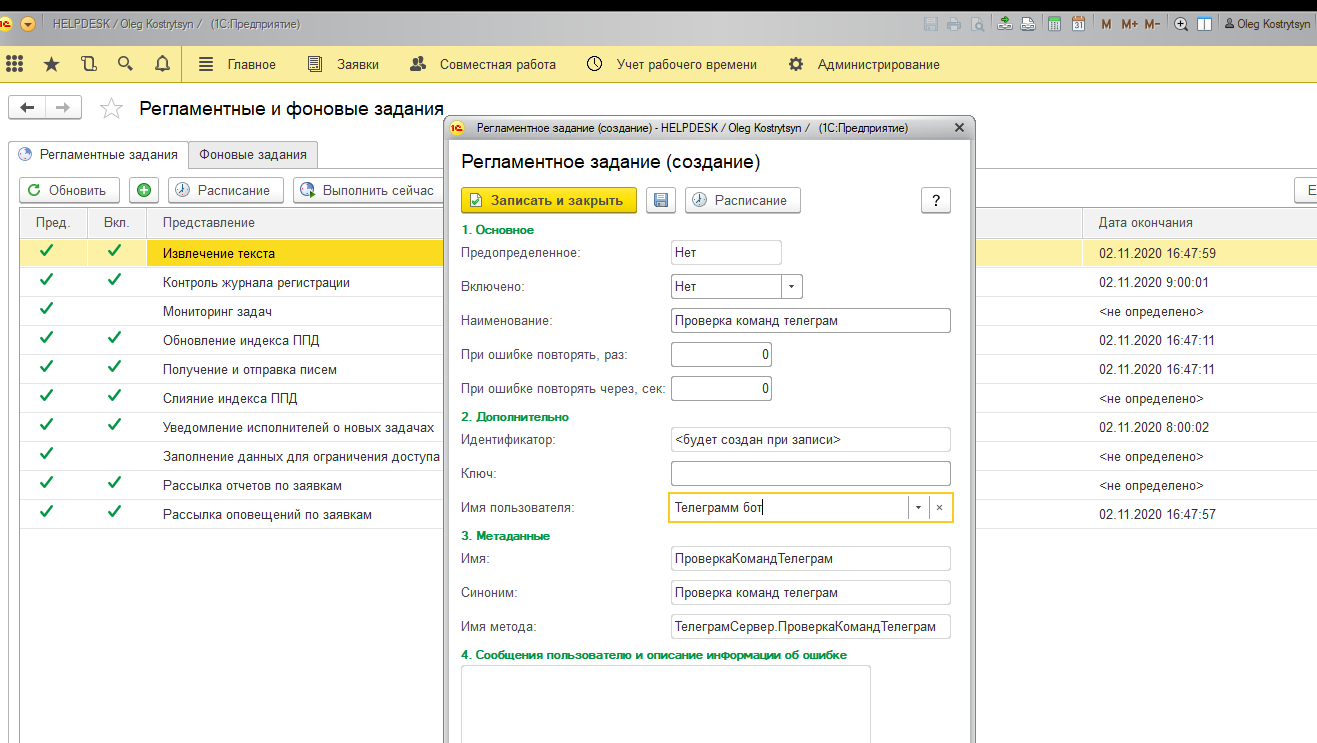 HELPDESK / Oleg Kostrytsyn / (1С:Предприятие)
M M+ M- Oleg Kostrytsyn
31
Главное Заявки Совместная работа Учет рабочего времени Администрирование
Регламентные и фоновые задания
Регламентные задания Фоновые задания
Обновить Расписание Выполнить сейчас
Пред. Вкл. Представление Дата окончания
Извлечение текста 02.11.2020 16:47:59
Контроль журнала регистрации 02.11.2020 9:00:01
Мониторинг задач <не определено>
Обновление индекса ППД 02.11.2020 16:47:11
Получение и отправка писем 02.11.2020 16:47:11
Слияние индекса ППД <не определено>
Уведомление исполнителей о новых задачах 02.11.2020 8:00:02
Заполнение данных для ограничения доступа <не определено>
Рассылка отчетов по заявкам <не определено>
Рассылка оповещений по заявкам 02.11.2020 16:47:57
Регламентное задание (создание) - HELPDESK / Oleg Kostrytsyn / (1С:Предприятие)
Регламентное задание (создание)
Записать и закрыть Расписание ?
1. Основное
Предопределенное: Нет
Включено: Нет
Наименование: Проверка команд телеграм
При ошибке повторять, раз: 0
При ошибке повторять через, сек: 0
2. Дополнительно
Идентификатор: <будет создан при записи>
Ключ:
Имя пользователя: Телеграмм бот
3. Метаданные
Имя: ПроверкаКомандТелеграм
Синоним: Проверка команд телеграм
Имя метода: ТелеграмСервер.ПроверкаКомандТелеграм
4. Сообщения пользователю и описание информации об ошибке